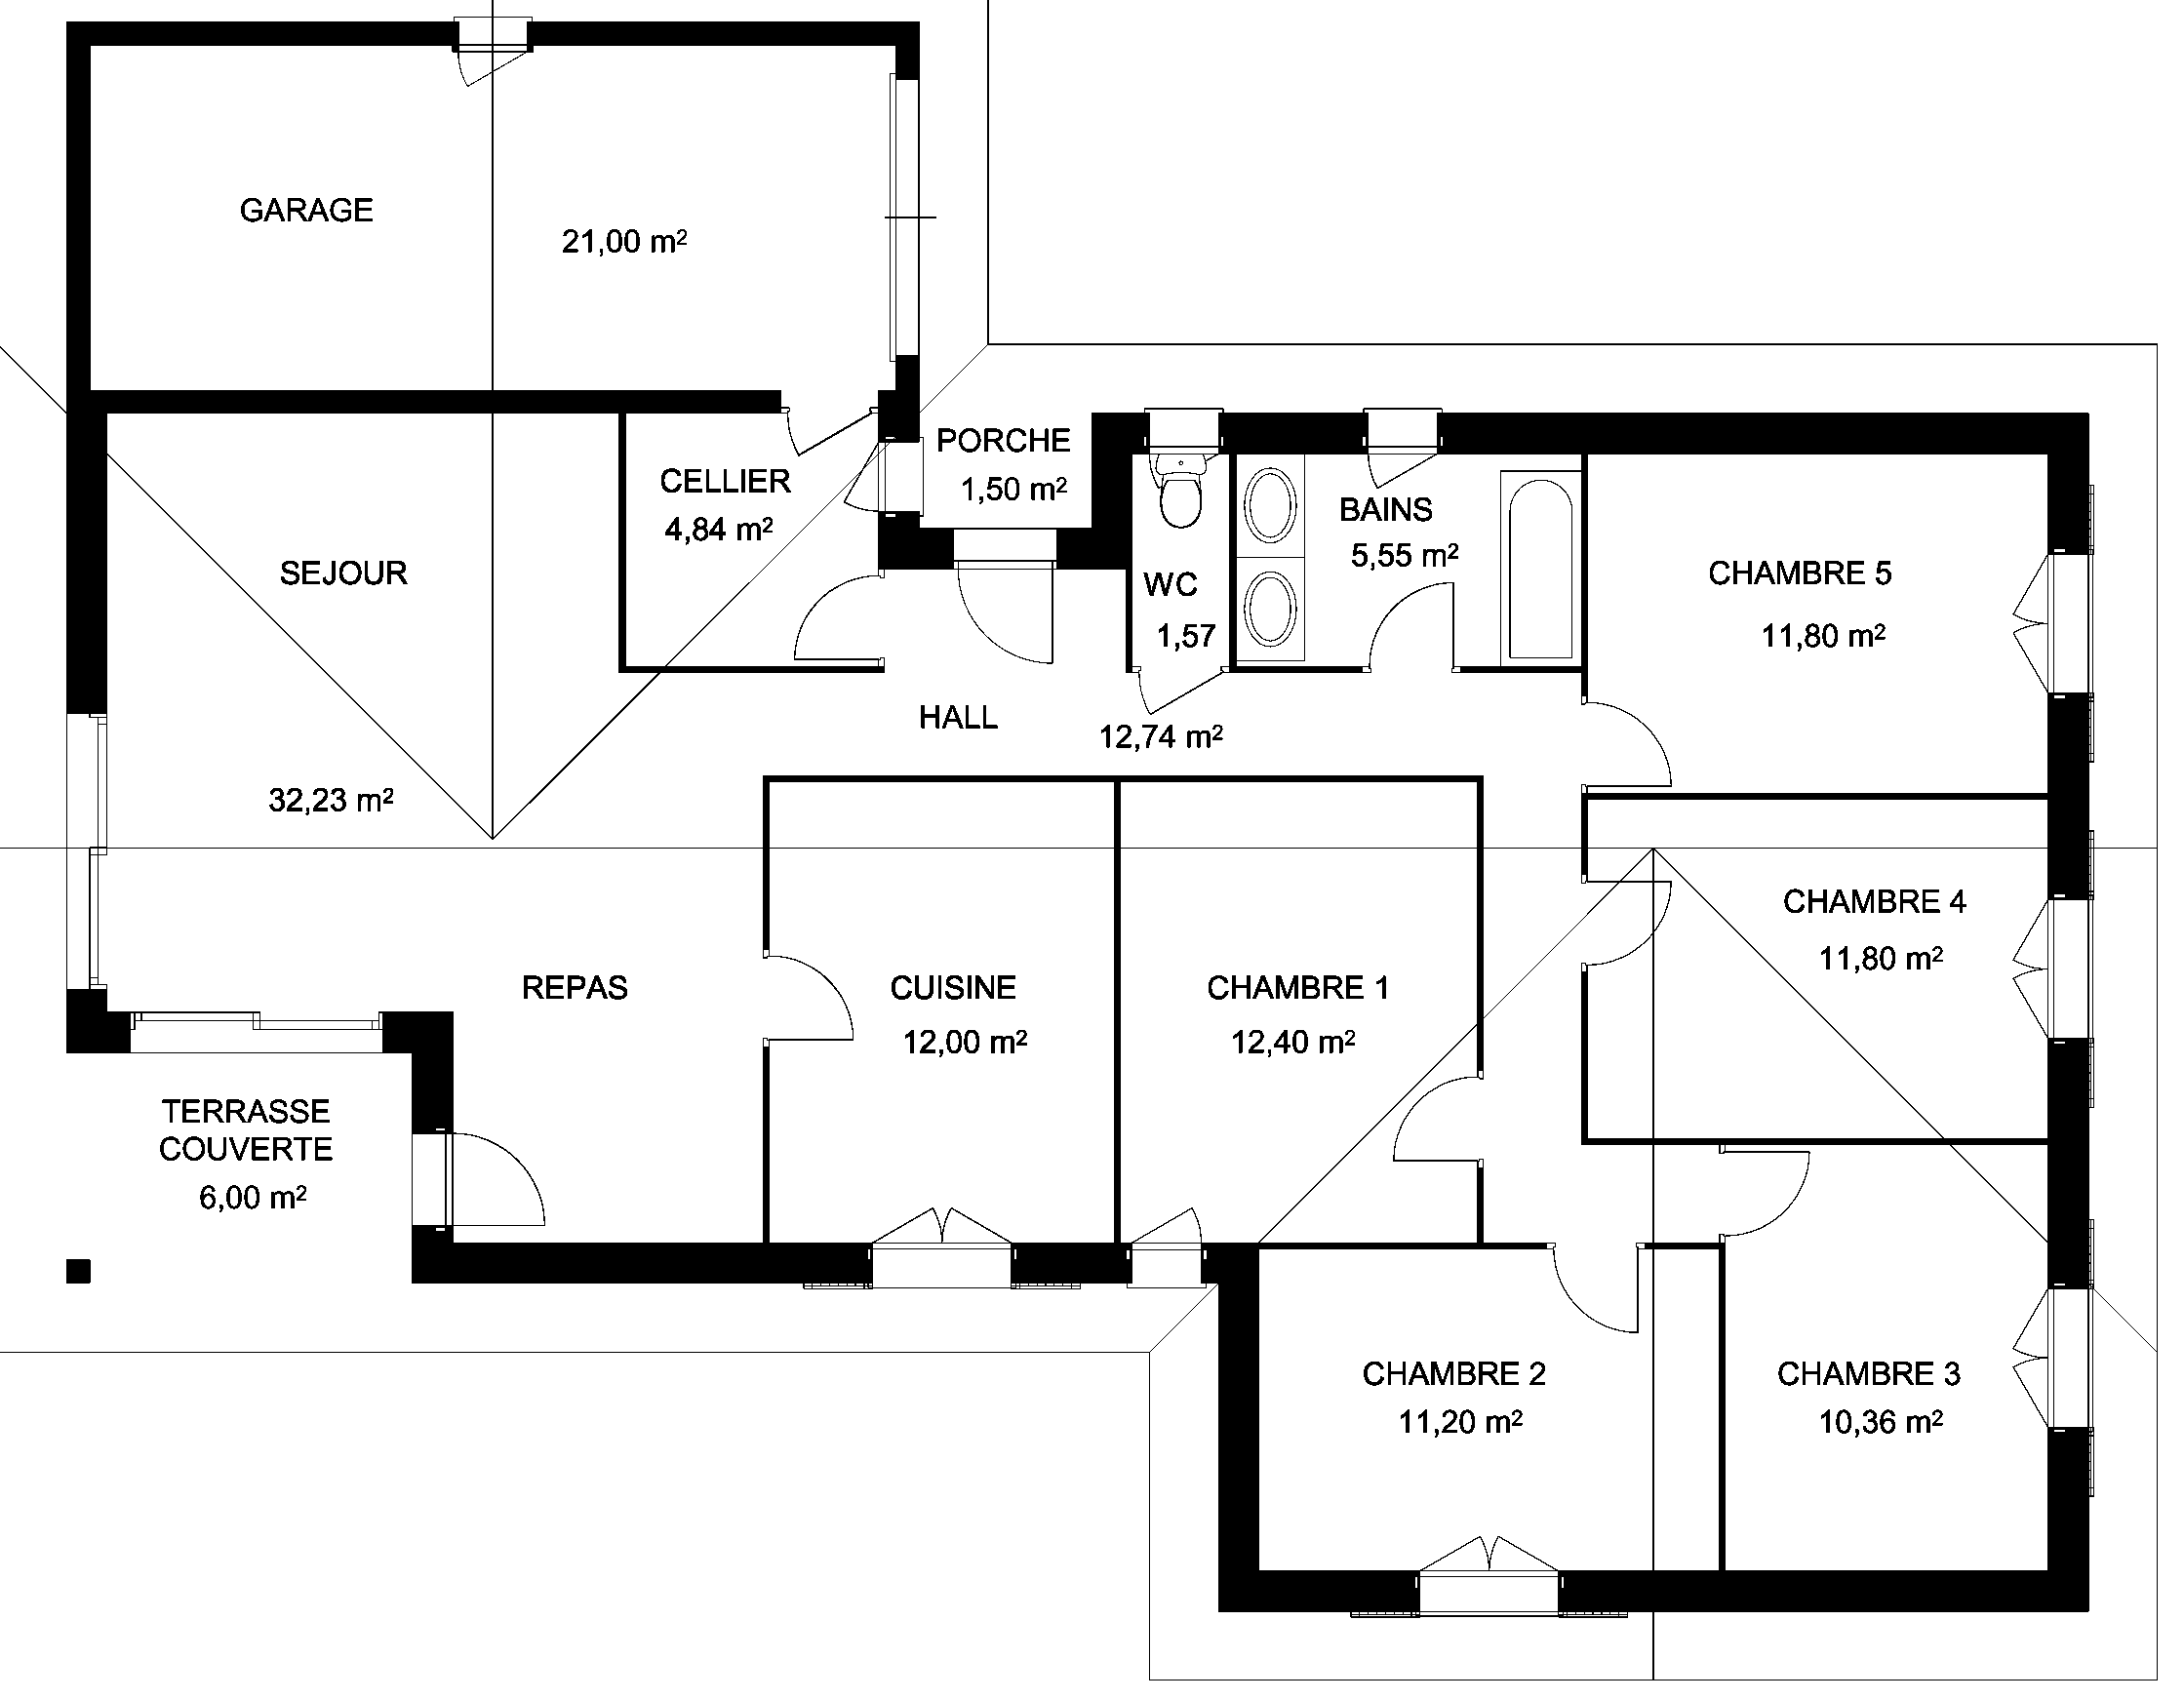 GARAGE
21,00 m²
PORCHE
1,50 m²
CELLIER
4,84 m²
SEJOUR
32,23 m²
WC
1,57
BAINS
5,55 m²
CHAMBRE 5
11,80 m²
HALL
12,74 m²
CHAMBRE 4
11,80 m²
REPAS
CUISINE
12,00 m²
CHAMBRE 1
12,40 m²
TERRASSE
COUVERTE
6,00 m²
CHAMBRE 2
11,20 m²
CHAMBRE 3
10,36 m²